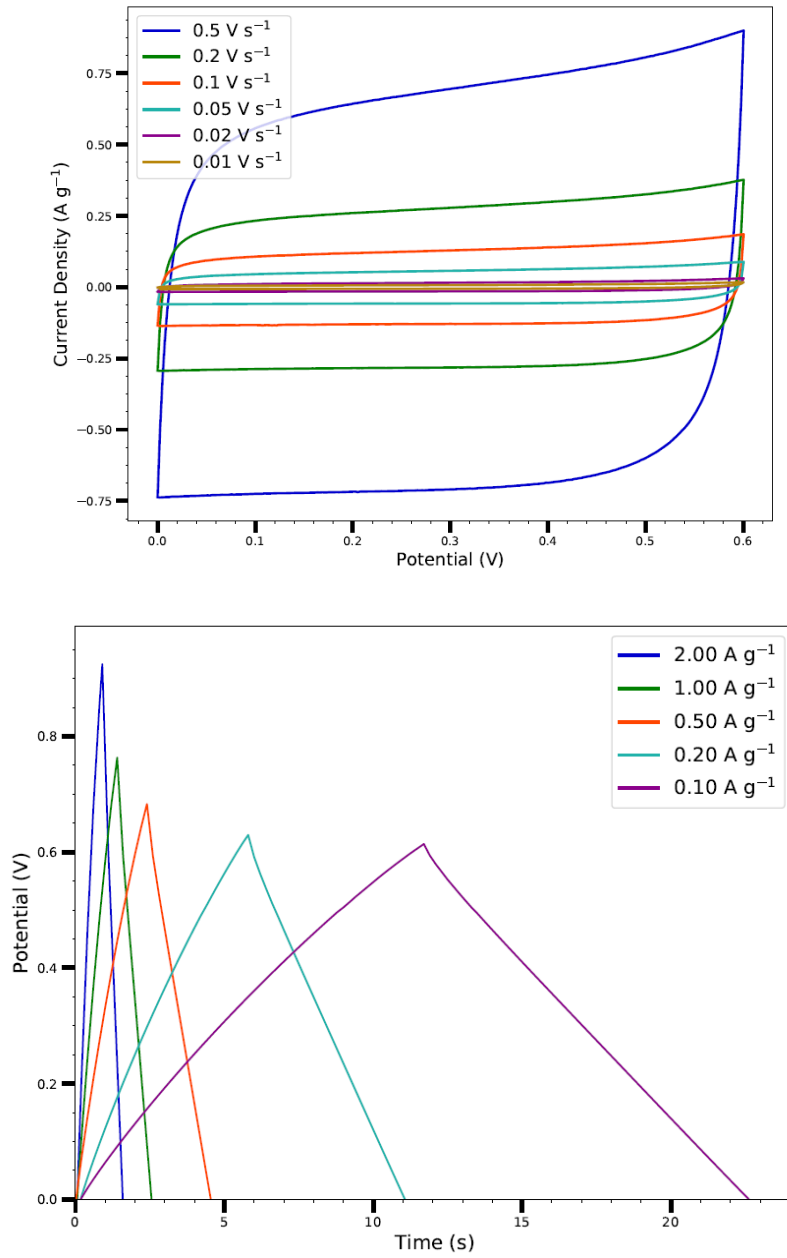 0.5 V s⁻¹
0.2 V s⁻¹
0.1 V s⁻¹
0.05 V s⁻¹
0.02 V s⁻¹
0.01 V s⁻¹
Current Density (A g⁻¹)
0.75
0.50
0.25
0.00
−0.25
−0.50
−0.75
0.0 0.1 0.2 0.3 0.4 0.5 0.6
Potential (V)
2.00 A g⁻¹
1.00 A g⁻¹
0.50 A g⁻¹
0.20 A g⁻¹
0.10 A g⁻¹
Potential (V)
0.8
0.6
0.4
0.2
0.0
0 5 10 15 20
Time (s)